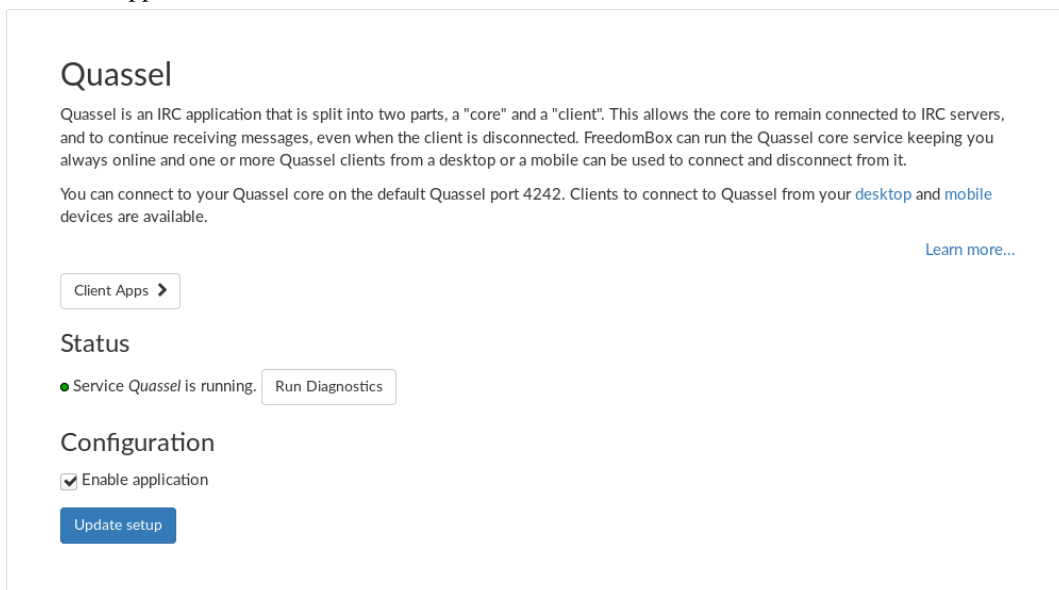 Quassel
Quassel is an IRC application that is split into two parts, a "core" and a "client". This allows the core to remain connected to IRC servers,
and to continue receiving messages, even when the client is disconnected. FreedomBox can run the Quassel core service keeping you
always online and one or more Quassel clients from a desktop or a mobile can be used to connect and disconnect from it.
You can connect to your Quassel core on the default Quassel port 4242. Clients to connect to Quassel from your desktop and mobile
devices are available.
Learn more...
Client Apps
Status
Service Quassel is running. Run Diagnostics
Configuration
Enable application
Update setup